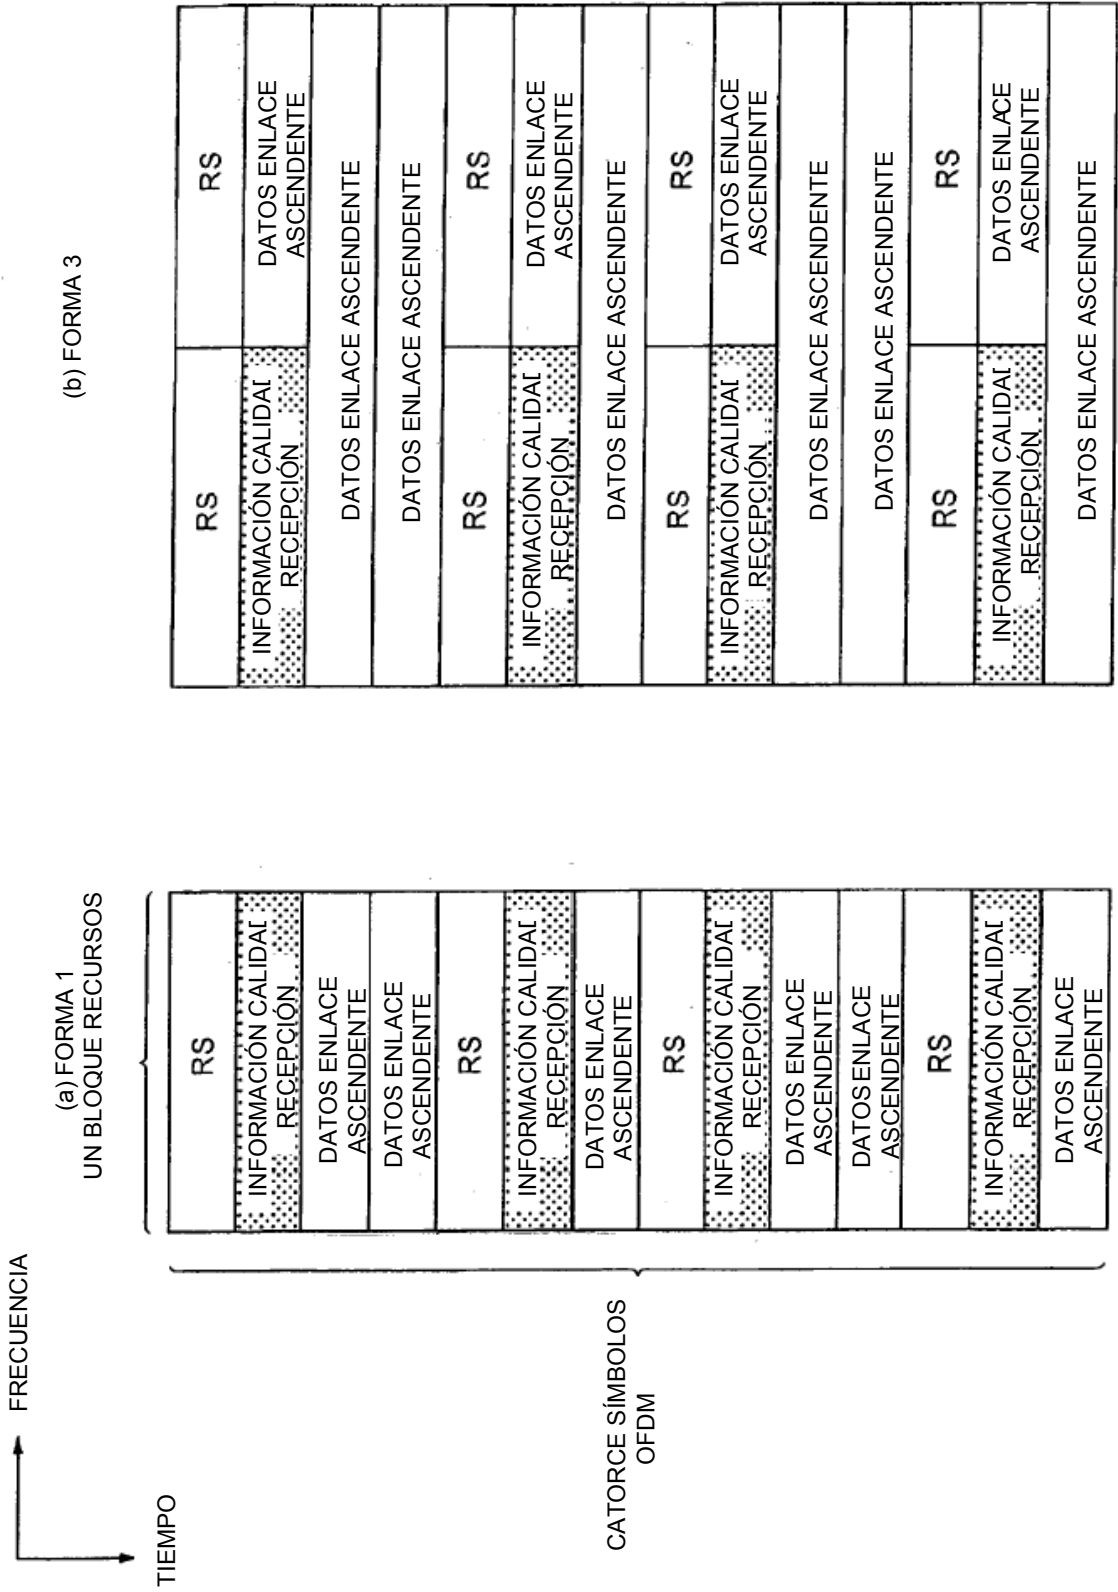 FRECUENCIA
TIEMPO
CATORCE SÍMBOLOS
OFDM
(a) FORMA 1
UN BLOQUE RECURSOS
RS
INFORMACIÓN CALIDAD
RECEPCIÓN
DATOS ENLACE
ASCENDENTE
DATOS ENLACE
ASCENDENTE
RS
INFORMACIÓN CALIDAD
RECEPCIÓN
DATOS ENLACE
ASCENDENTE
RS
INFORMACIÓN CALIDAD
RECEPCIÓN
DATOS ENLACE
ASCENDENTE
DATOS ENLACE
ASCENDENTE
RS
INFORMACIÓN CALIDAD
RECEPCIÓN
DATOS ENLACE
ASCENDENTE
(b) FORMA 3
RS
RS
INFORMACIÓN CALIDAD
RECEPCIÓN
DATOS ENLACE
ASCENDENTE
DATOS ENLACE ASCENDENTE
DATOS ENLACE ASCENDENTE
RS
RS
INFORMACIÓN CALIDAD
RECEPCIÓN
DATOS ENLACE
ASCENDENTE
DATOS ENLACE ASCENDENTE
RS
RS
INFORMACIÓN CALIDAD
RECEPCIÓN
DATOS ENLACE
ASCENDENTE
DATOS ENLACE ASCENDENTE
DATOS ENLACE ASCENDENTE
RS
RS
INFORMACIÓN CALIDAD
RECEPCIÓN
DATOS ENLACE
ASCENDENTE
DATOS ENLACE ASCENDENTE